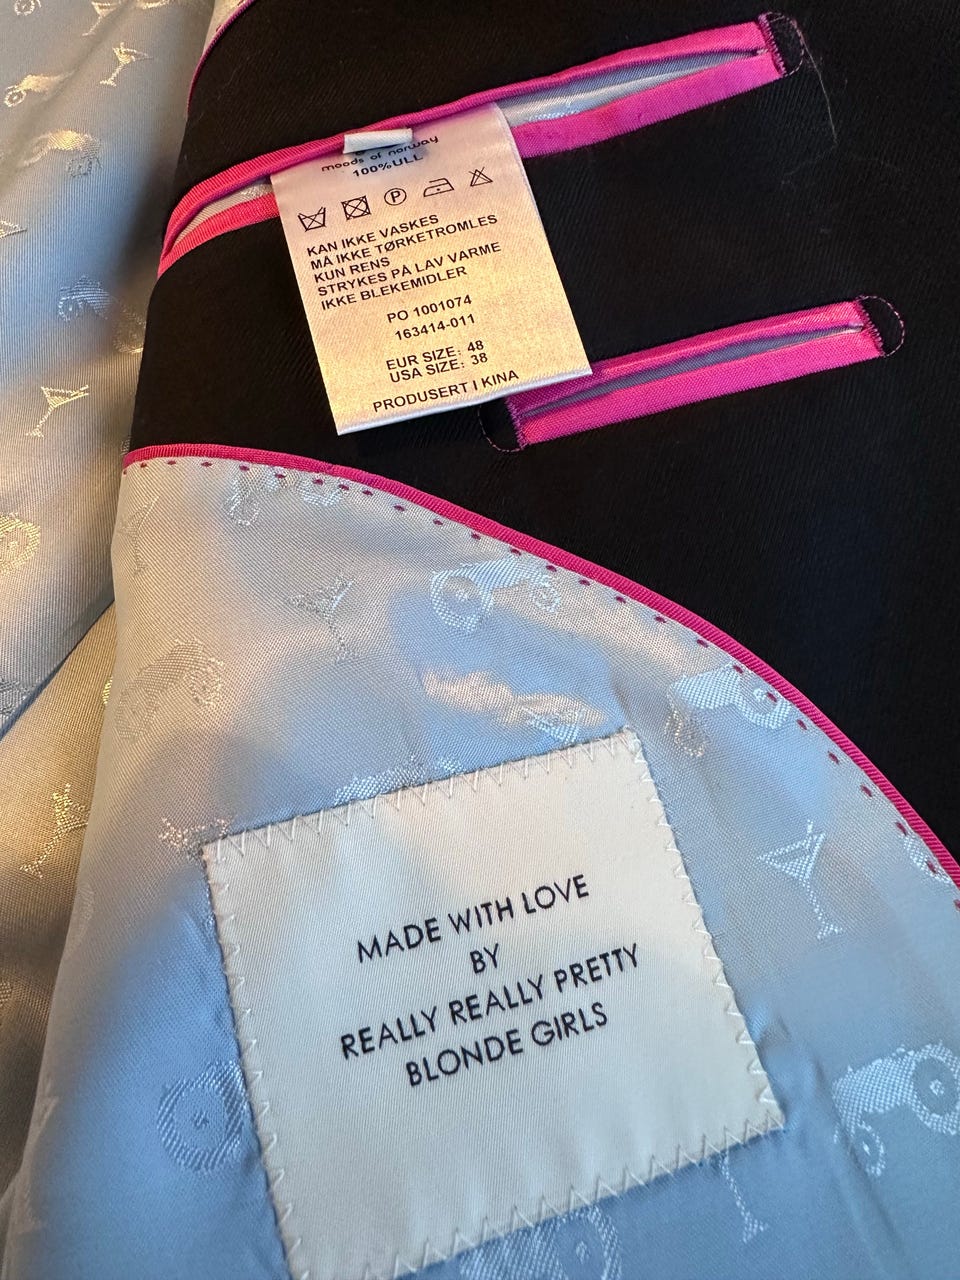 moods of norway
100%ULL
KAN IKKE VASKES
MÅ IKKE TØRKETROMLES
KUN RENS
STRYKES PÅ LAV VARME
IKKE BLEKEMIDLER
PO 1001074
163414-011
EUR SIZE: 48
USA SIZE: 38
PRODUSERT I KINA
MADE WITH LOVE
BY
REALLY REALLY PRETTY
BLONDE GIRLS